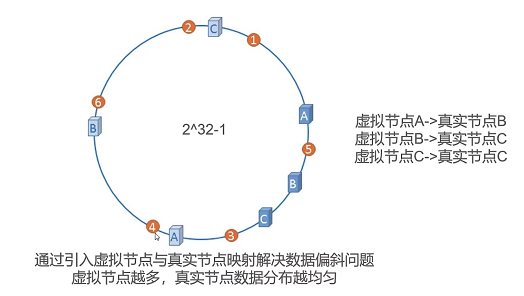 2
C
1
6
A
虚拟节点A->真实节点B
B
2^32-1
虚拟节点B->真实节点C
5
虚拟节点C->真实节点C
B
C
4
A
3
通过引入虚拟节点与真实节点映射解决数据偏斜问题
虚拟节点越多，真实节点数据分布越均匀